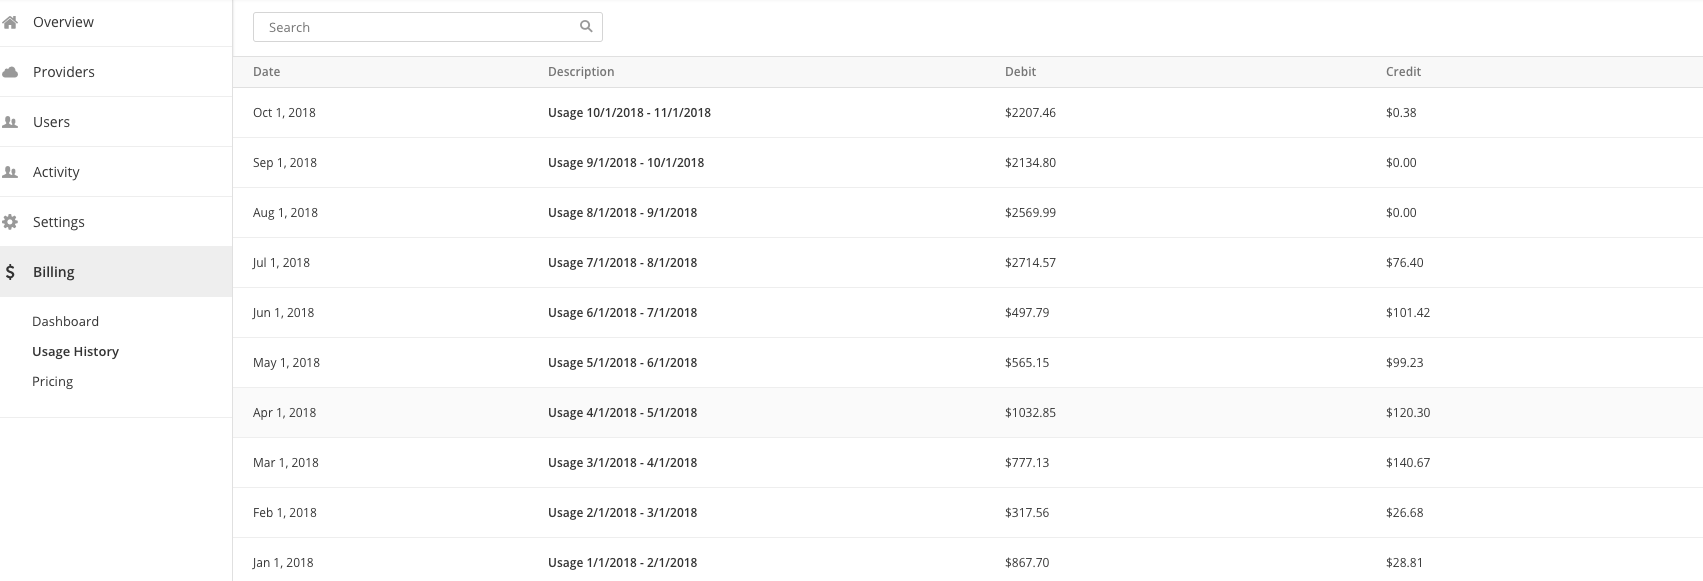 Overview
Providers
Users
Activity
Settings
$ Billing
Dashboard
Usage History
Pricing
Search
Date Description Debit Credit
Oct 1, 2018 Usage 10/1/2018 - 11/1/2018 $2207.46 $0.38
Sep 1, 2018 Usage 9/1/2018 - 10/1/2018 $2134.80 $0.00
Aug 1, 2018 Usage 8/1/2018 - 9/1/2018 $2569.99 $0.00
Jul 1, 2018 Usage 7/1/2018 - 8/1/2018 $2714.57 $76.40
Jun 1, 2018 Usage 6/1/2018 - 7/1/2018 $497.79 $101.42
May 1, 2018 Usage 5/1/2018 - 6/1/2018 $565.15 $99.23
Apr 1, 2018 Usage 4/1/2018 - 5/1/2018 $1032.85 $120.30
Mar 1, 2018 Usage 3/1/2018 - 4/1/2018 $777.13 $140.67
Feb 1, 2018 Usage 2/1/2018 - 3/1/2018 $317.56 $26.68
Jan 1, 2018 Usage 1/1/2018 - 2/1/2018 $867.70 $28.81